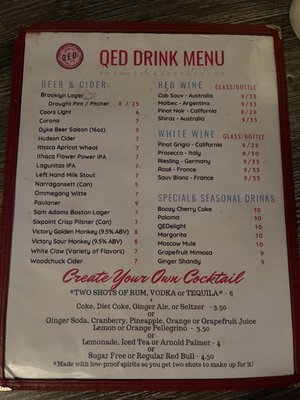 QED
QED DRINK MENU
BEER & CIDER
Brooklyn Lager
Draught Pint / Pitcher 8 / 25
Coors Light 6
Corona 7
Dyke Beer Saison (16oz) 9
Hudson Cider 7
Ithaca Apricot Wheat 7
Ithaca Flower Power IPA 7
Lagunitas IPA 7
Left Hand Milk Stout 7
Narragansett (Can) 5
Ommegang Witte 7
Paulaner 9
Sam Adams Boston Lager 7
Sixpoint Crisp Pilsner (Can) 7
Victory Golden Monkey (9.5% ABV) 8
Victory Sour Monkey (9.5% ABV) 8
White Claw (Variety of Flavors) 7
Woodchuck Cider 7
RED WINE GLASS/BOTTLE
Cab Sauv - Australia 9/33
Malbec - Argentina 9/33
Pinot Noir - California 9/33
Shiraz - Australia 9/33
WHITE WINE GLASS/BOTTLE
Pinot Grigio - California 8/28
Prosecco - Italy 8/30
Riesling - Germany 9/33
Rosé - France 9/33
Sauv Blanc - France 9/33
SPECIAL& SEASONAL DRINKS
Boozy Cherry Coke 10
Paloma 10
QEDelight 10
Margarita 10
Moscow Mule 10
Grapefruit Mimosa 9
Ginger Shandy 9
Create Your Own Cocktail
*TWO SHOTS OF RUM, VODKA OR TEQUILA* - 6
+
Coke, Diet Coke, Ginger Ale, or Seltzer - 3.50
or
Ginger Soda, Cranberry, Pineapple, Orange or Grapefruit Juice
Lemon or Orange Pellegrino - 3.50
or
Lemonade, Iced Tea or Arnold Palmer - 4
or
Sugar Free or Regular Red Bull - 4.50
*Made with low-proof spirits so you get two shots to make up for it!